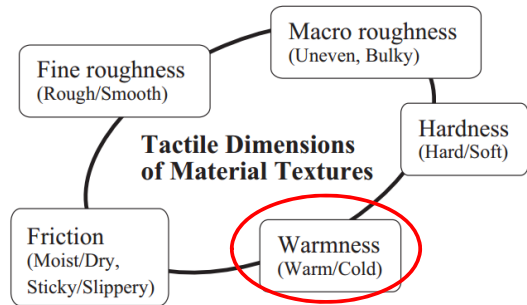 Macro roughness
(Uneven, Bulky)
Fine roughness
(Rough/Smooth)
Hardness
(Hard/Soft)
Tactile Dimensions
of Material Textures
Friction
(Moist/Dry,
Sticky/Slippery)
Warmness
(Warm/Cold)